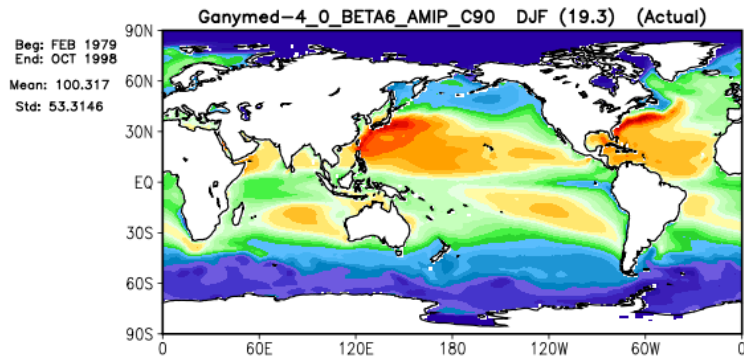 Ganymed-4_0_BETA6_AMIP_C90 DJF (19.3) (Actual)
Beg: FEB 1979
End: OCT 1998
Mean: 100.317
Std: 53.3146
90N
60N
30N
EQ
30S
60S
90S
0 60E 120E 180 120W 60W 0